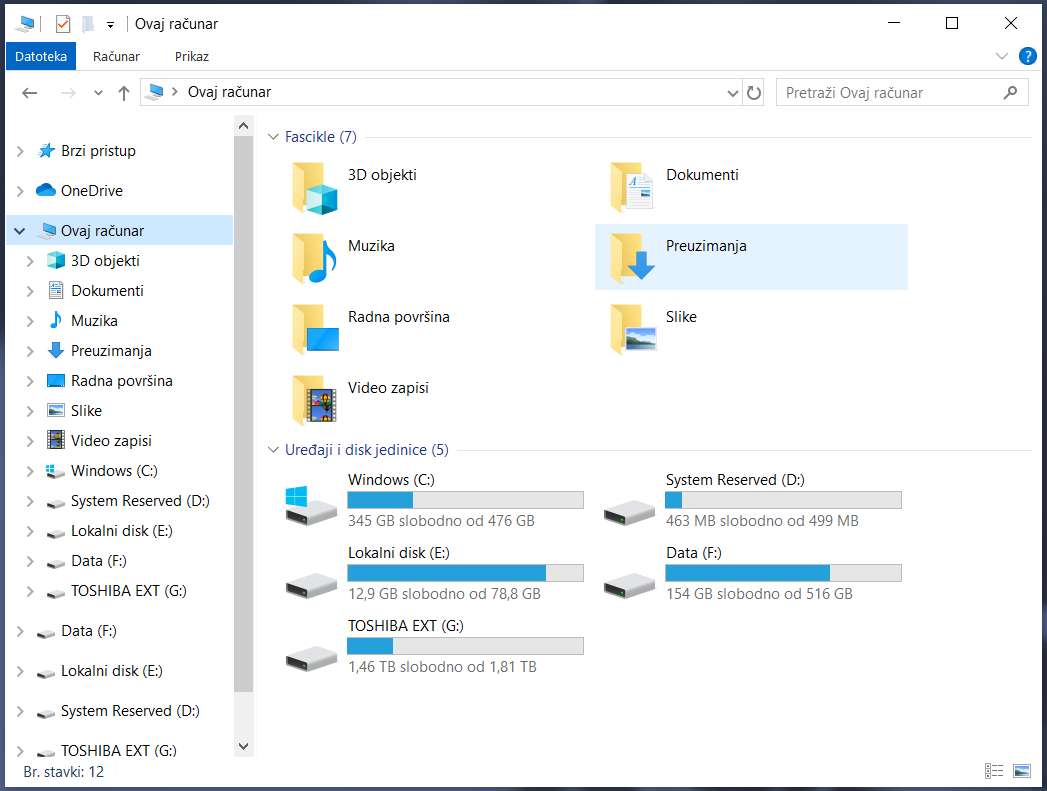 Ovaj računar
Datoteka Računar Prikaz
Ovaj računar
Pretraži Ovaj računar
Brzi pristup
OneDrive
Ovaj računar
3D objekti
Dokumenti
Muzika
Preuzimanja
Radna površina
Slike
Video zapisi
Windows (C:)
System Reserved (D:)
Lokalni disk (E:)
Data (F:)
TOSHIBA EXT (G:)
Data (F:)
Lokalni disk (E:)
System Reserved (D:)
TOSHIBA EXT (G:)
Fascikle (7)
3D objekti
Dokumenti
Muzika
Preuzimanja
Radna površina
Slike
Video zapisi
Uređaji i disk jedinice (5)
Windows (C:)
345 GB slobodno od 476 GB
System Reserved (D:)
463 MB slobodno od 499 MB
Lokalni disk (E:)
12,9 GB slobodno od 78,8 GB
Data (F:)
154 GB slobodno od 516 GB
TOSHIBA EXT (G:)
1,46 TB slobodno od 1,81 TB
Br. stavki: 12